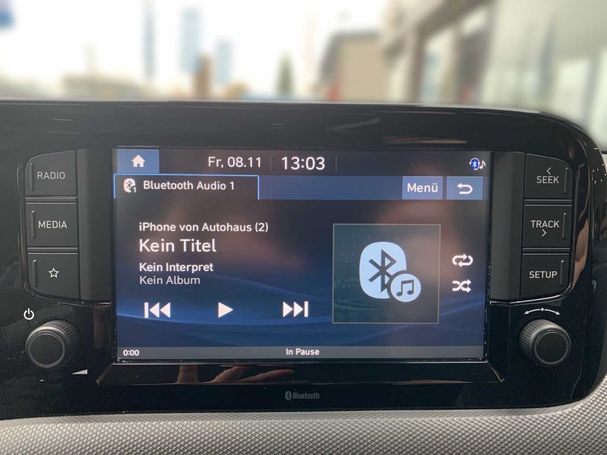 Fr, 08.11 13:03
RADIO
MEDIA
Bluetooth Audio 1
Menü
iPhone von Autohaus (2)
Kein Titel
Kein Interpret
Kein Album
0:00
In Pause
SEEK
TRACK
SETUP
Bluetooth